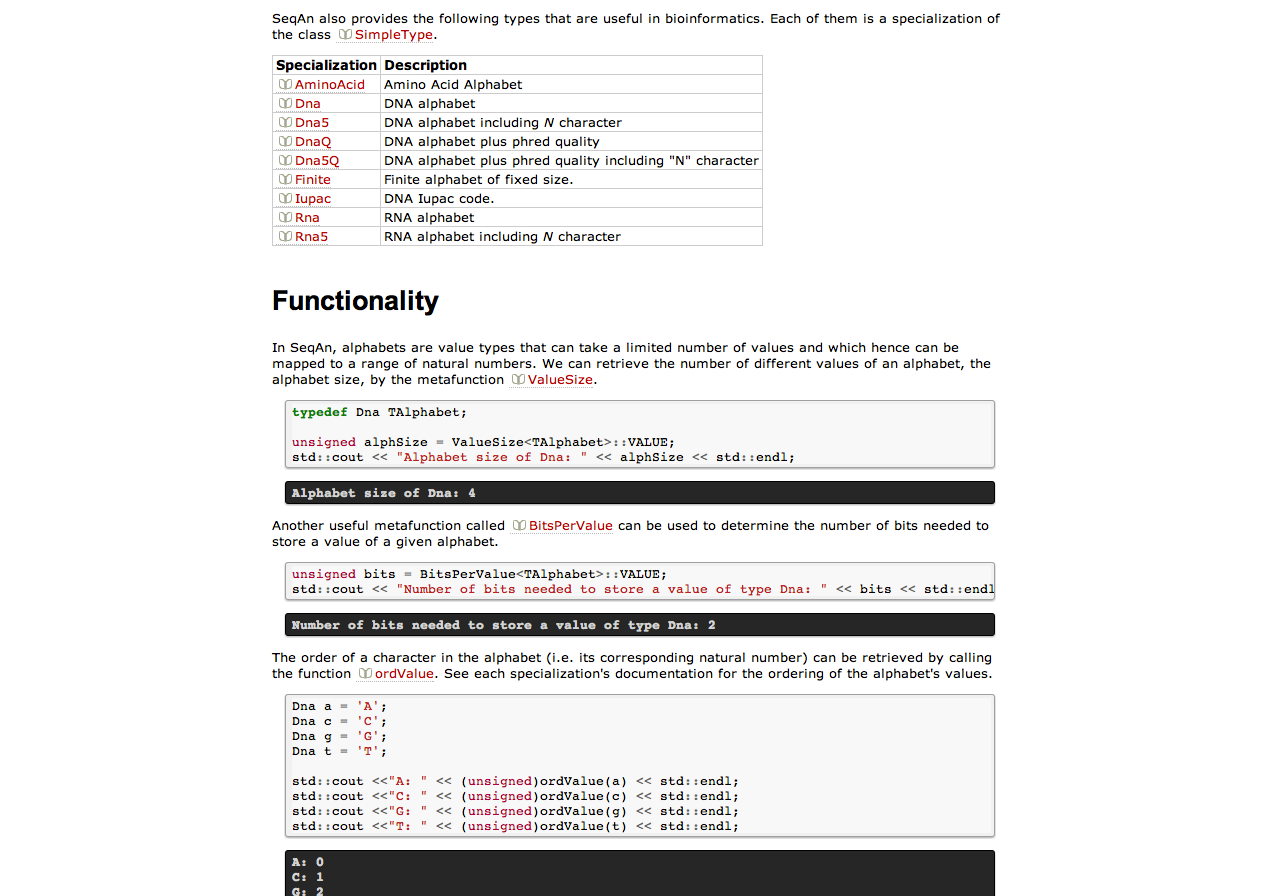 SeqAn also provides the following types that are useful in bioinformatics. Each of them is a specialization of
the class SimpleType.
Specialization Description
AminoAcid Amino Acid Alphabet
Dna DNA alphabet
Dna5 DNA alphabet including N character
DnaQ DNA alphabet plus phred quality
Dna5Q DNA alphabet plus phred quality including "N" character
Finite Finite alphabet of fixed size.
Iupac DNA Iupac code.
Rna RNA alphabet
Rna5 RNA alphabet including N character
Functionality
In SeqAn, alphabets are value types that can take a limited number of values and which hence can be
mapped to a range of natural numbers. We can retrieve the number of different values of an alphabet, the
alphabet size, by the metafunction ValueSize.
typedef Dna TAlphabet;
unsigned alphSize = ValueSize<TAlphabet>::VALUE;
std::cout << "Alphabet size of Dna: " << alphSize << std::endl;
Alphabet size of Dna: 4
Another useful metafunction called BitsPerValue can be used to determine the number of bits needed to
store a value of a given alphabet.
unsigned bits = BitsPerValue<TAlphabet>::VALUE;
std::cout << "Number of bits needed to store a value of type Dna: " << bits << std::endl
Number of bits needed to store a value of type Dna: 2
The order of a character in the alphabet (i.e. its corresponding natural number) can be retrieved by calling
the function ordValue. See each specialization's documentation for the ordering of the alphabet's values.
Dna a = 'A';
Dna c = 'C';
Dna g = 'G';
Dna t = 'T';
std::cout <<"A: " << (unsigned)ordValue(a) << std::endl;
std::cout <<"C: " << (unsigned)ordValue(c) << std::endl;
std::cout <<"G: " << (unsigned)ordValue(g) << std::endl;
std::cout <<"T: " << (unsigned)ordValue(t) << std::endl;
A: 0
C: 1
G: 2